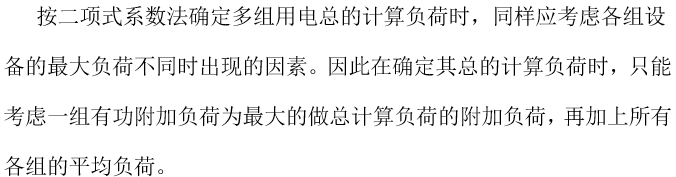 按二项式系数法确定多组用电总的计算负荷时，同样应考虑各组设
备的最大负荷不同时出现的因素。因此在确定其总的计算负荷时，只能
考虑一组有功附加负荷为最大的做总计算负荷的附加负荷，再加上所有
各组的平均负荷。